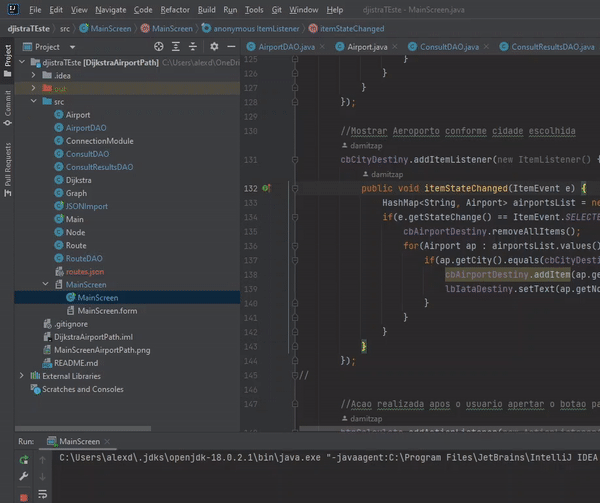 File Edit View Navigate Code Refactor Build Run Tools Git Window Help djistraTEste - MainScreen.java
djistraTEste src MainScreen MainScreen anonymous ItemListener itemStateChanged
Project
AirportDAO.java Airport.java ConsultDAO.java ConsultResultsDAO.java
Project
Commit
Pull Requests
djistraTEste [DijkstraAirportPath] C:\Users\alexd\OneDri
.idea
out
src
Airport
AirportDAO
ConnectionModule
ConsultDAO
ConsultResultsDAO
Dijkstra
Graph
JSONImport
Main
Node
Route
RouteDAO
routes.json
MainScreen
MainScreen
MainScreen.form
.gitignore
DijkstraAirportPath.iml
MainScreenAirportPath.png
README.md
External Libraries
Scratches and Consoles
125 }
126 }
127 }
128 });
129
130 //Mostrar Aeroporto conforme cidade escolhida
damitzap
131 cbCityDestiny.addItemListener(new ItemListener() {
damitzap
132 public void itemStateChanged(ItemEvent e) {
133 HashMap<String, Airport> airportsList = ne
134 if(e.getStateChange() == ItemEvent.SELECTE
135 cbAirportDestiny.removeAllItems();
136 for(Airport ap : airportsList.values()
137 if(ap.getCity().equals(cbCityDesti
138 cbAirportDestiny.addItem(ap.ge
139 lbIataDestiny.setText(ap.getNo
140 }
141 }
142 }
143 }
144 });
145 //
146
147 //Acao realizada apos o usuario apertar o botao pa
damitzap
Run: MainScreen
C:\Users\alexd\.jdks\openjdk-18.0.2.1\bin\java.exe "-javaagent:C:\Program Files\JetBrains\IntelliJ IDEA